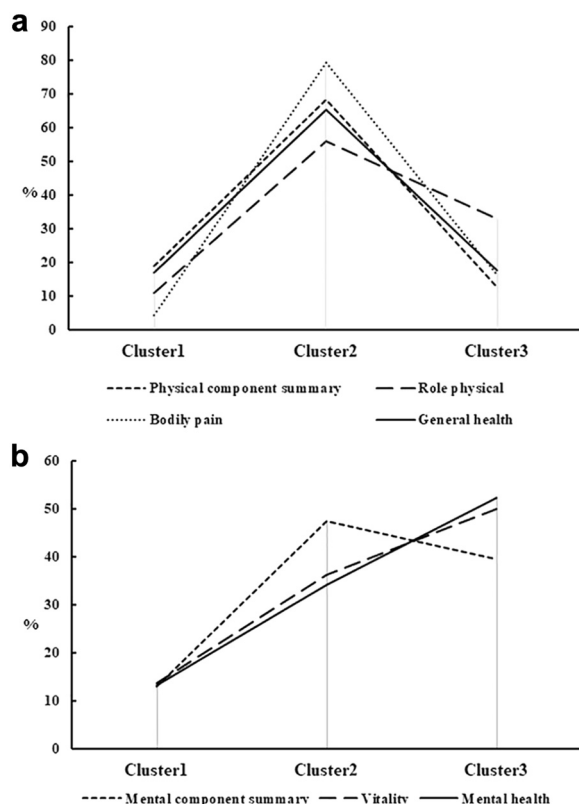 a
90
80
70
60
50
%
40
30
20
10
0
Cluster1 Cluster2 Cluster3
Physical component summary Role physical
Bodily pain General health
b
60
50
40
30
%
20
10
0
Cluster1 Cluster2 Cluster3
Mental component summary Vitality Mental health